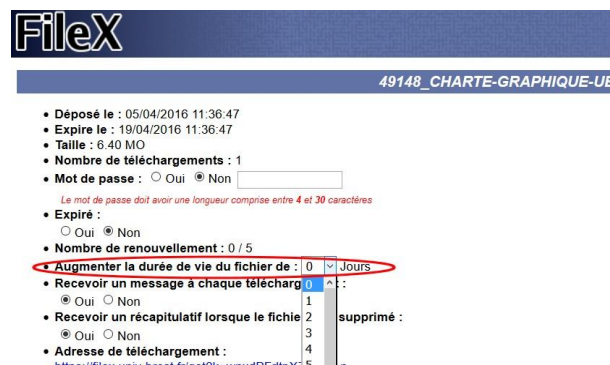 FileX
49148_CHARTE-GRAPHIQUE-UB
Déposé le : 05/04/2016 11:36:47
Expire le : 19/04/2016 11:36:47
Taille : 6.40 MO
Nombre de téléchargements : 1
Mot de passe : Oui Non
Le mot de passe doit avoir une longueur comprise entre 4 et 30 caractères
Expiré :
Oui Non
Nombre de renouvellement : 0 / 5
Augmenter la durée de vie du fichier de : 0 Jours
Recevoir un message à chaque télécharg 0 :
Oui Non 1
Recevoir un récapitulatif lorsque le fichie 2 supprimé :
Oui Non 3
Adresse de téléchargement : 4
5